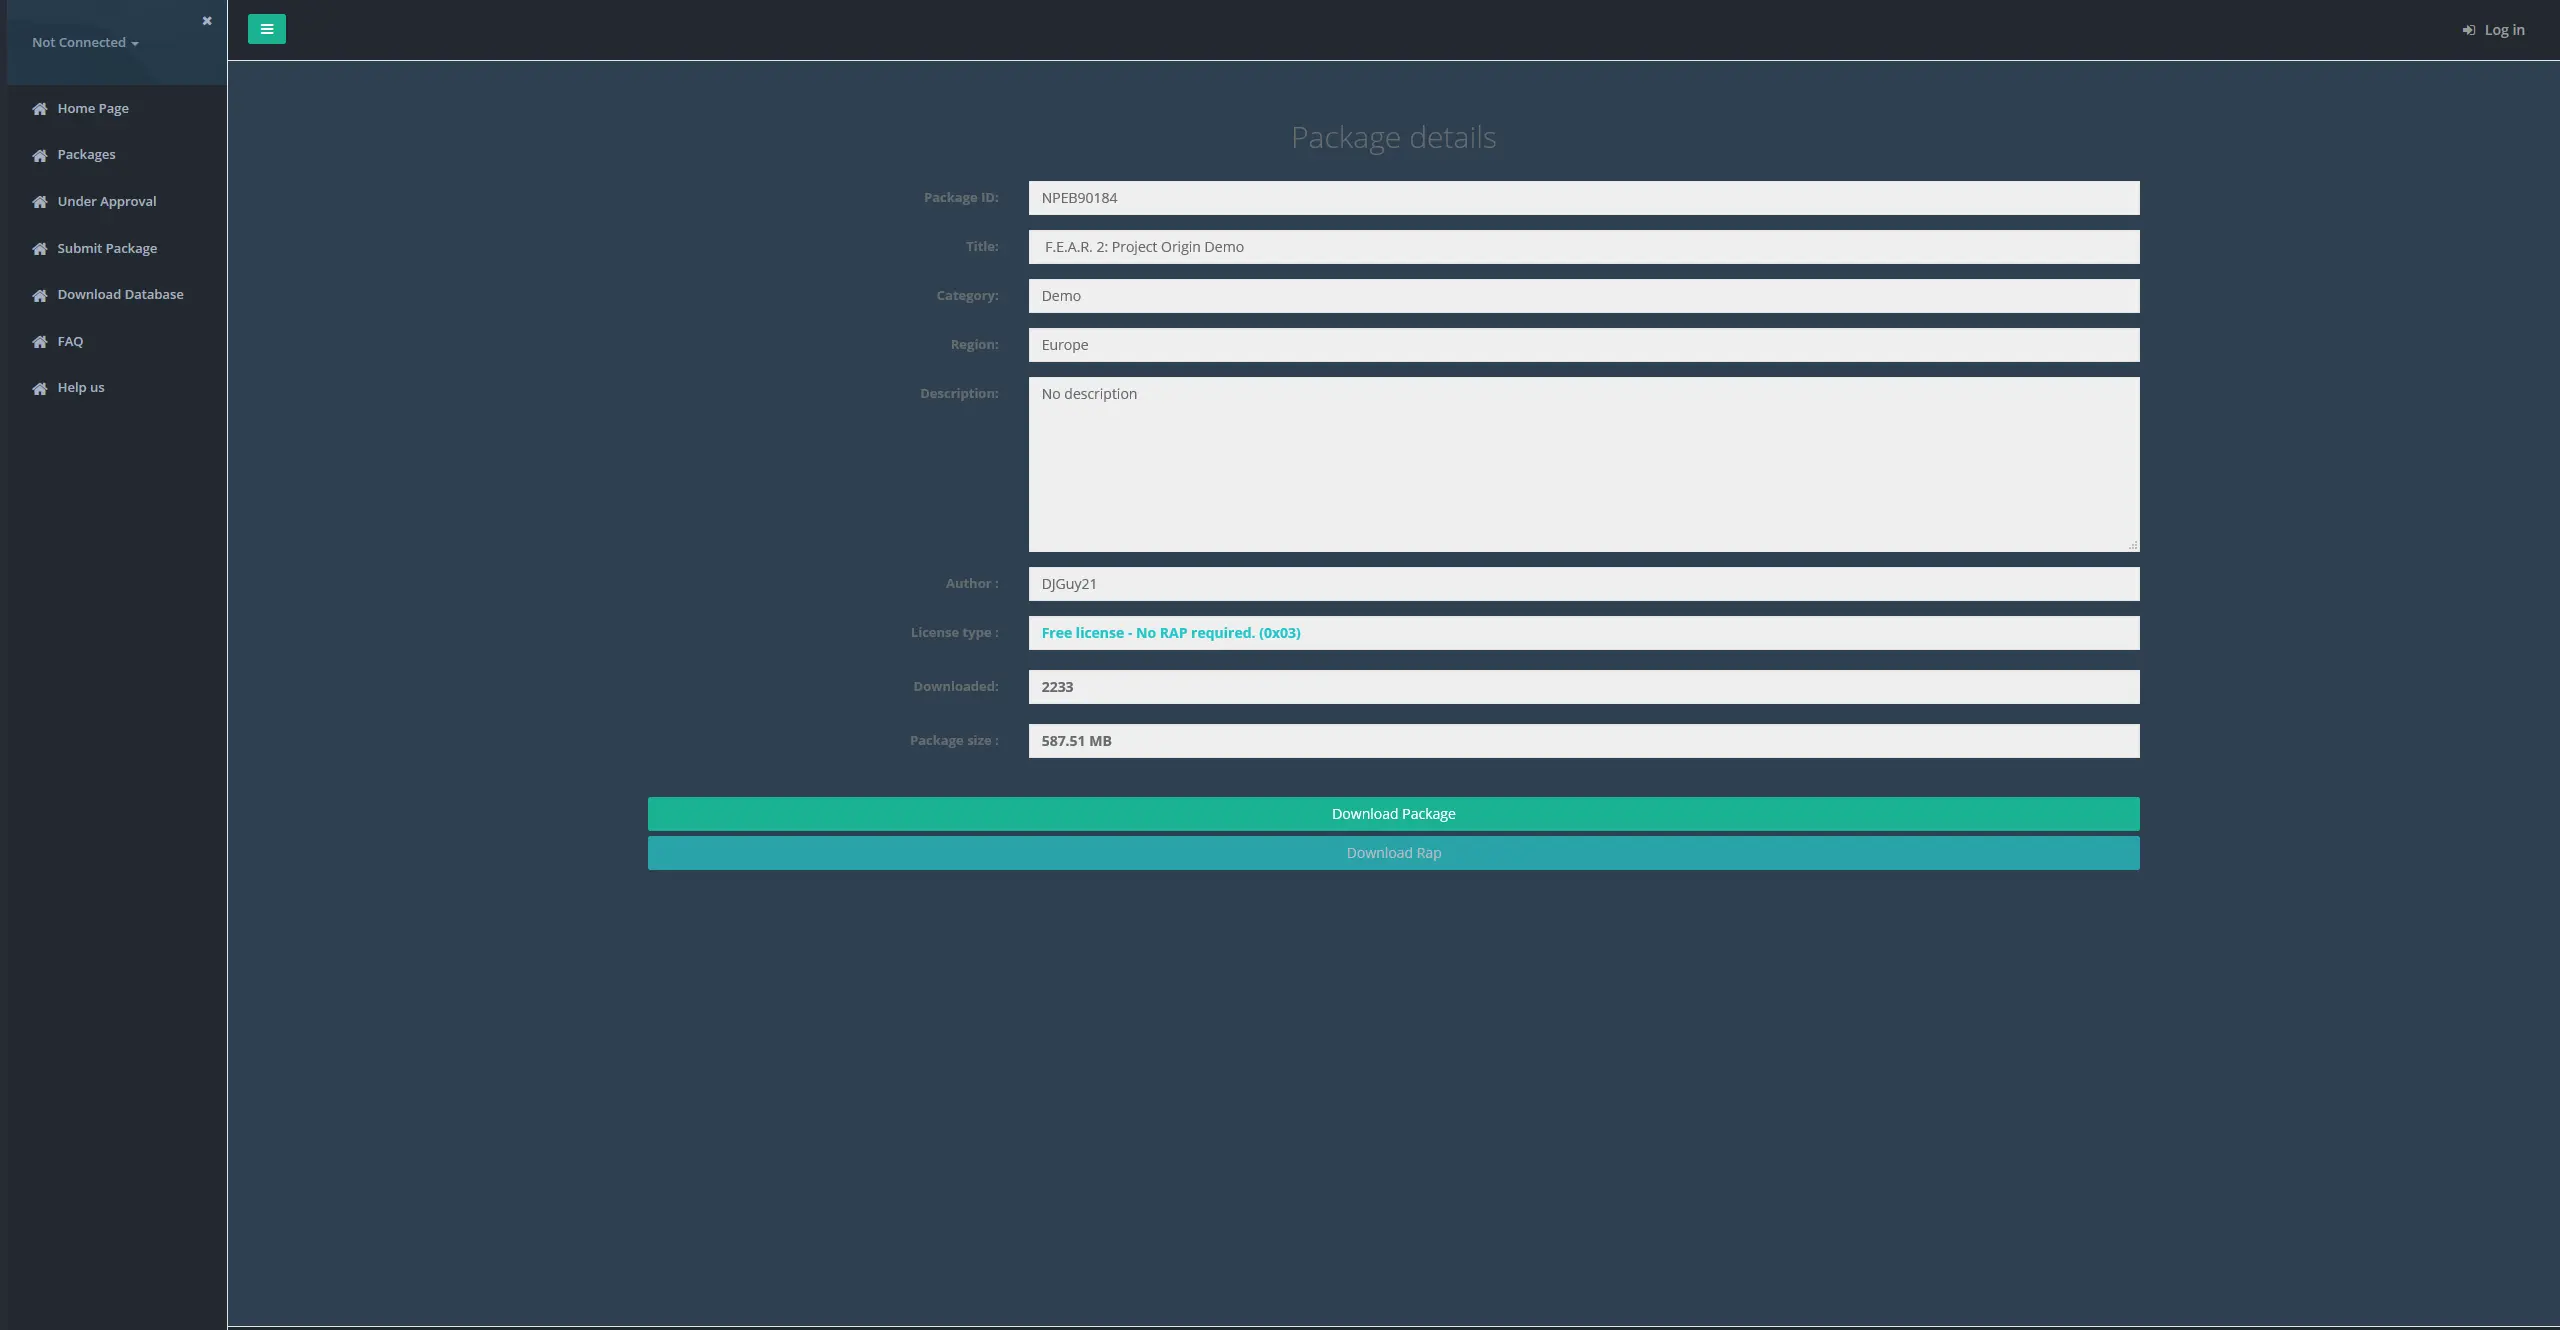 Not Connected
Log in
Home Page
Packages
Under Approval
Submit Package
Download Database
FAQ
Help us
Package details
Package ID: NPEB90184
Title: F.E.A.R. 2: Project Origin Demo
Category: Demo
Region: Europe
Description: No description
Author : DJGuy21
License type : Free license - No RAP required. (0x03)
Downloaded: 2233
Package size : 587.51 MB
Download Package
Download Rap